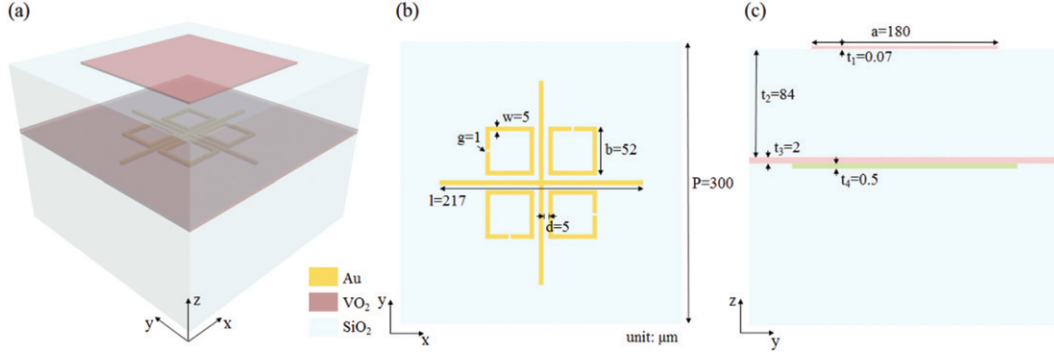 (a)
y
x
z
Au
VO₂
SiO₂
(b)
w=5
g=1
b=52
l=217
d=5
P=300
y
x
unit: μm
(c)
a=180
t₁=0.07
t₂=84
t₃=2
t₄=0.5
z
y